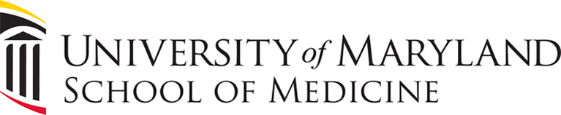 UNIVERSITY of MARYLAND
SCHOOL OF MEDICINE